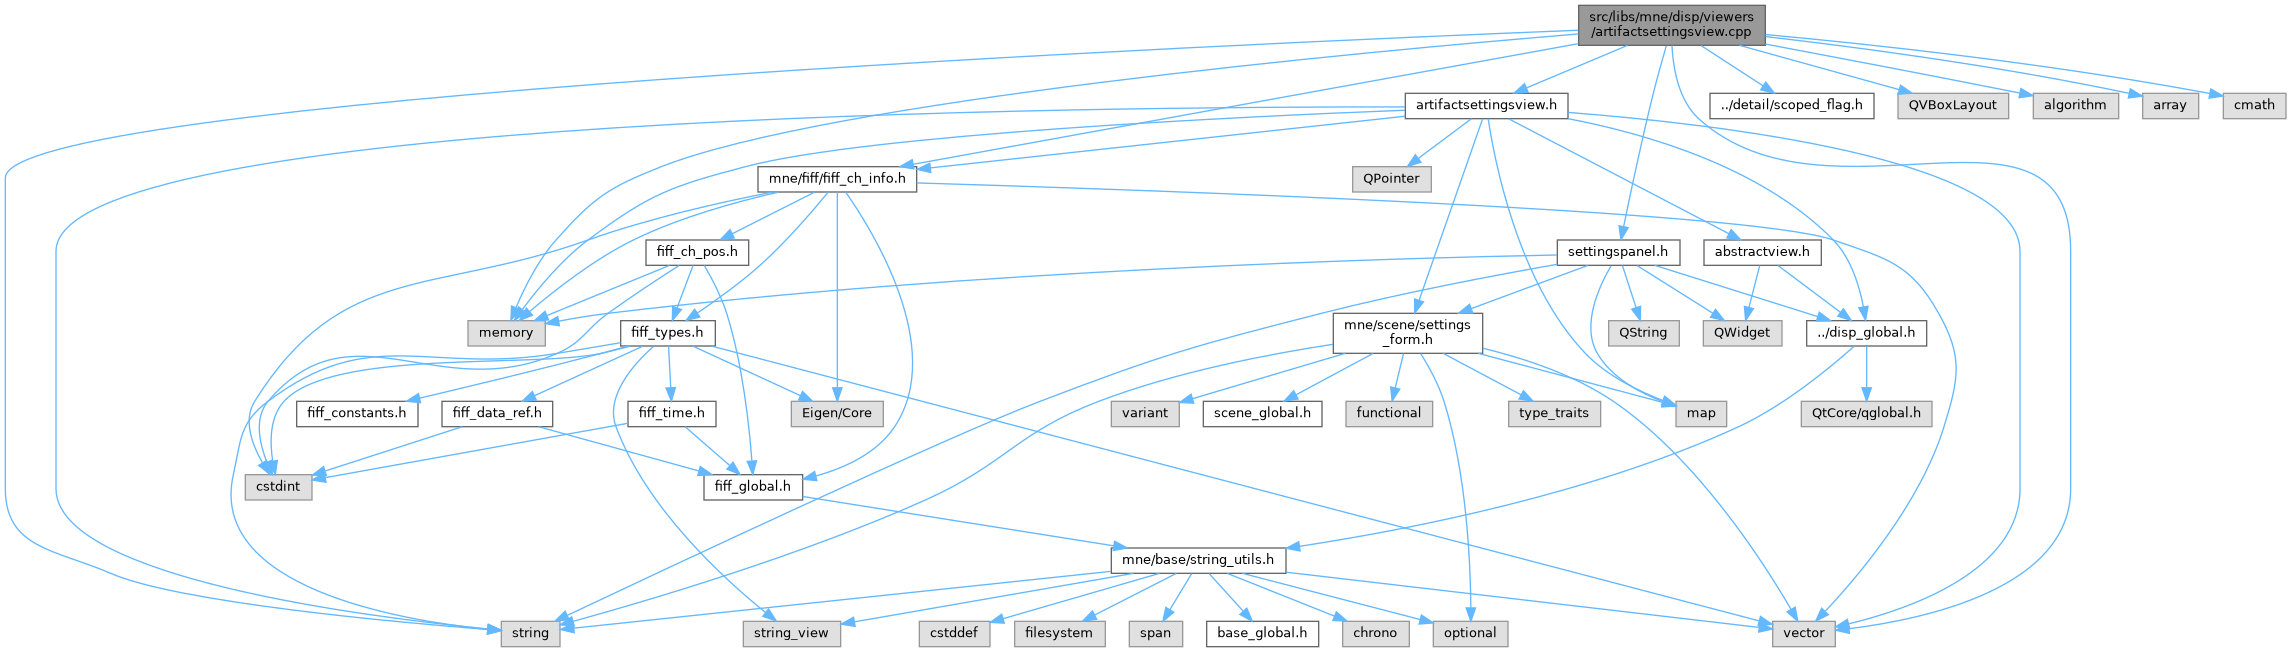 src/libs/mne/disp/viewers
/artifactsettingsview.cpp
artifactsettingsview.h
../detail/scoped_flag.h
QVBoxLayout
algorithm
array
cmath
mne/fiff/fiff_ch_info.h
QPointer
fiff_ch_pos.h
settingspanel.h
abstractview.h
memory
fiff_types.h
mne/scene/settings
_form.h
QString
QWidget
../disp_global.h
fiff_constants.h
fiff_data_ref.h
fiff_time.h
Eigen/Core
variant
scene_global.h
functional
type_traits
map
QtCore/qglobal.h
cstdint
fiff_global.h
mne/base/string_utils.h
string
string_view
cstddef
filesystem
span
base_global.h
chrono
optional
vector